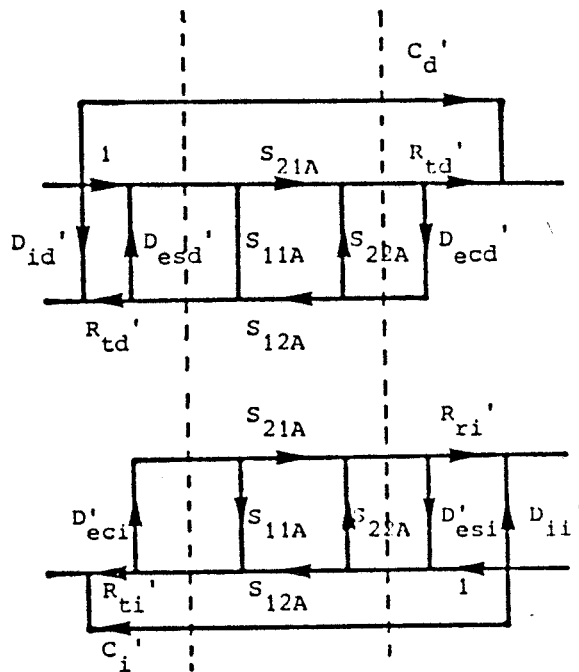 C_d'
1 S_21A R_td'
D_id' D_esd' S_11A S_22A D_ecd'
R_td' S_12A
S_21A R_ri'
D'_eci S_11A S_22A D'_esi D_ii'
R_ti' S_12A 1
C_i'